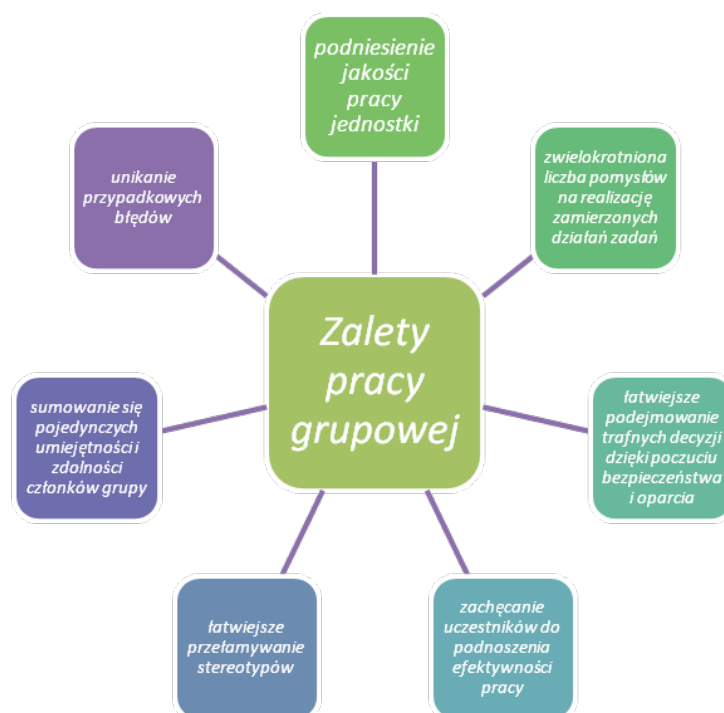 podniesienie
jakości
pracy
jednostki
zwielokrotniona
liczba pomysłów
na realizację
zamierzonych
działań zadań
łatwiejsze
podejmowanie
trafnych decyzji
dzięki poczuciu
bezpieczeństwa
i oparcia
zachęcanie
uczestników do
podnoszenia
efektywności
pracy
łatwiejsze
przełamywanie
stereotypów
sumowanie się
pojedynczych
umiejętności i
zdolności
członków grupy
unikanie
przypadkowych
błędów
Zalety
pracy
grupowej